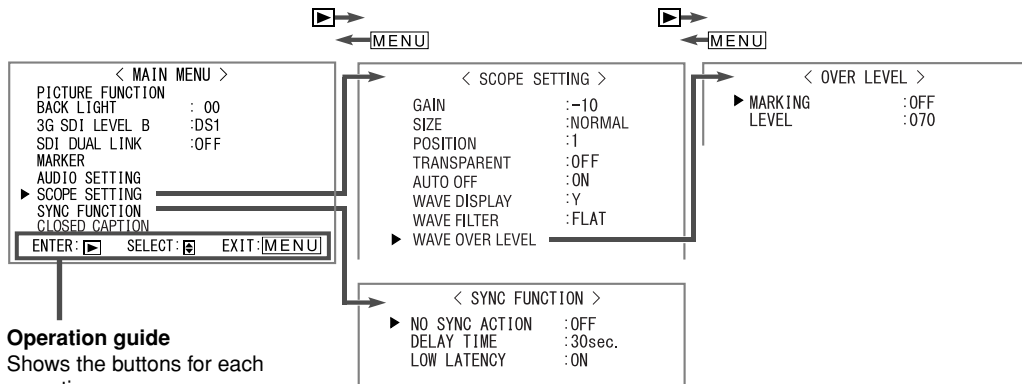 MENU
MENU
< MAIN MENU >
PICTURE FUNCTION
BACK LIGHT : 00
3G SDI LEVEL B :DS1
SDI DUAL LINK :OFF
MARKER
AUDIO SETTING
SCOPE SETTING
SYNC FUNCTION
CLOSED CAPTION
ENTER: SELECT: EXIT:MENU
< SCOPE SETTING >
GAIN :-10
SIZE :NORMAL
POSITION :1
TRANSPARENT :OFF
AUTO OFF :ON
WAVE DISPLAY :Y
WAVE FILTER :FLAT
WAVE OVER LEVEL
< OVER LEVEL >
MARKING :OFF
LEVEL :070
< SYNC FUNCTION >
NO SYNC ACTION :OFF
DELAY TIME :30sec.
LOW LATENCY :ON
Operation guide
Shows the buttons for each